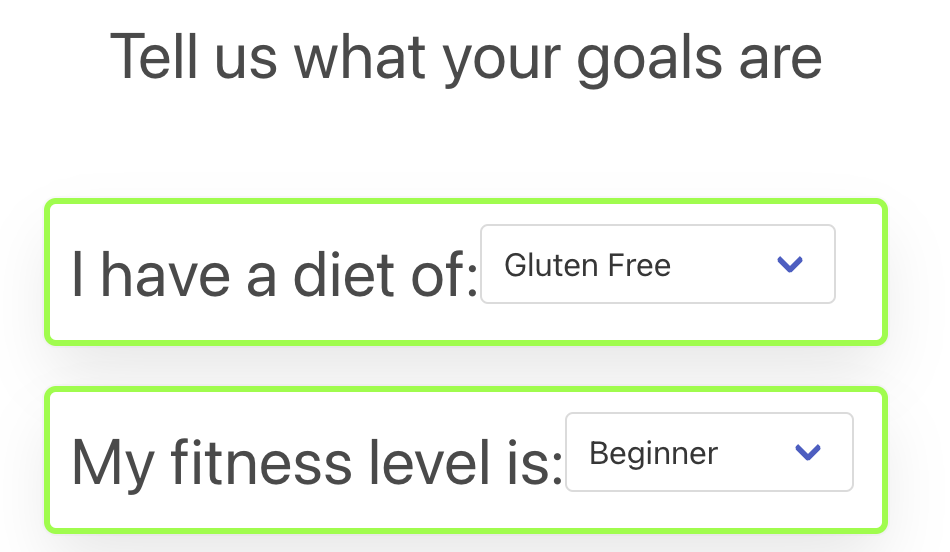 Tell us what your goals are
I have a diet of: Gluten Free
My fitness level is: Beginner